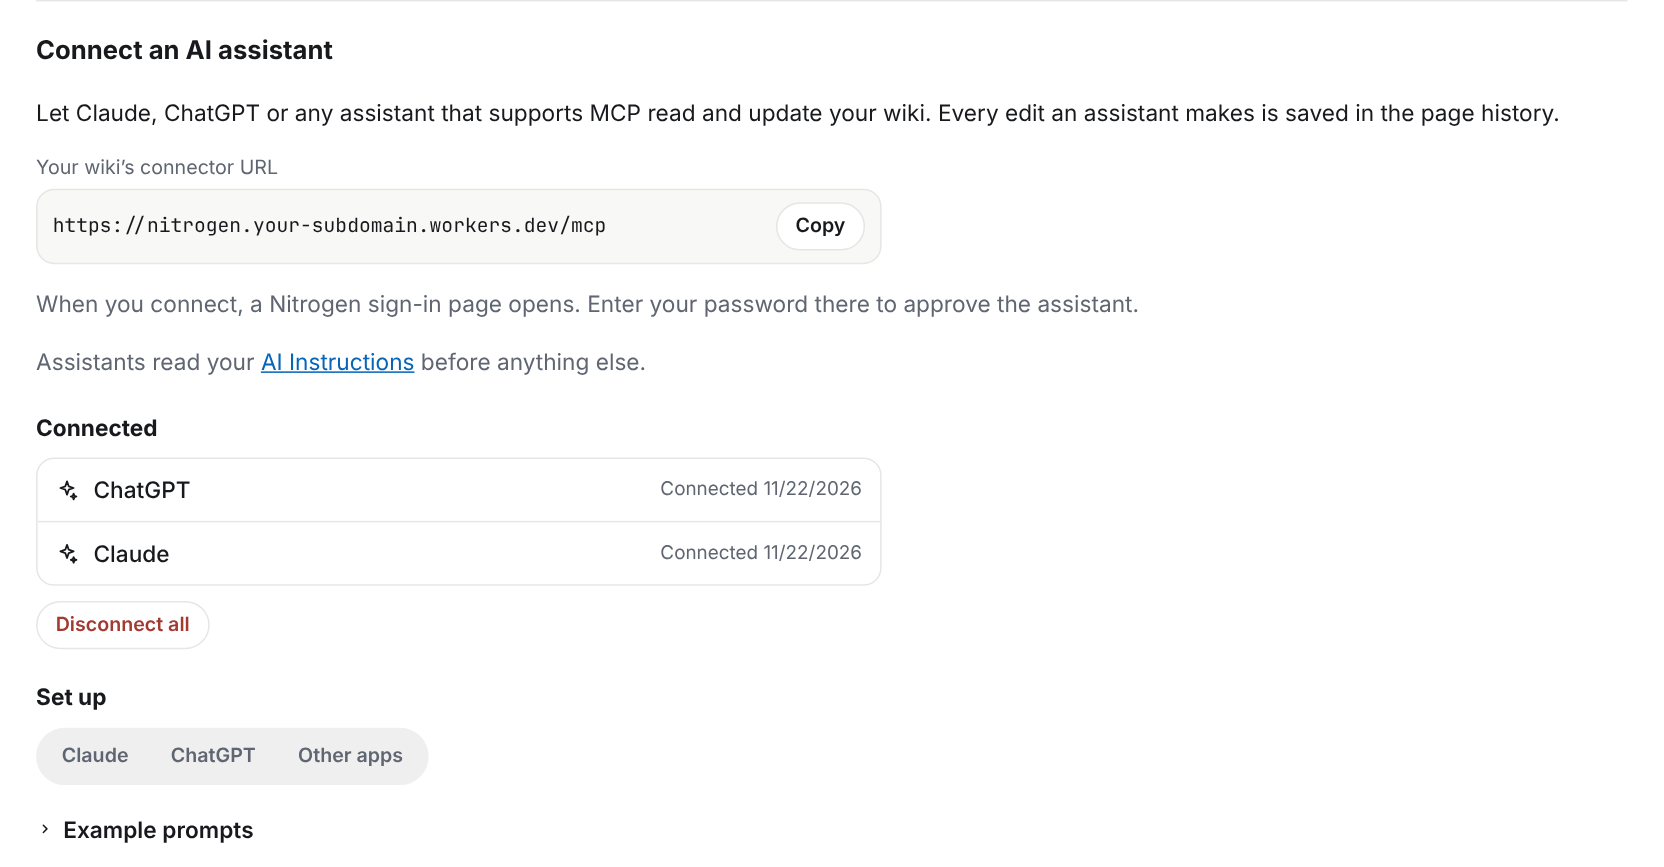 Connect an AI assistant
Let Claude, ChatGPT or any assistant that supports MCP read and update your wiki. Every edit an assistant makes is saved in the page history.
Your wiki’s connector URL
https://nitrogen.your-subdomain.workers.dev/mcp
Copy
When you connect, a Nitrogen sign-in page opens. Enter your password there to approve the assistant.
Assistants read your AI Instructions before anything else.
Connected
ChatGPT Connected 11/22/2026
Claude Connected 11/22/2026
Disconnect all
Set up
Claude ChatGPT Other apps
Example prompts